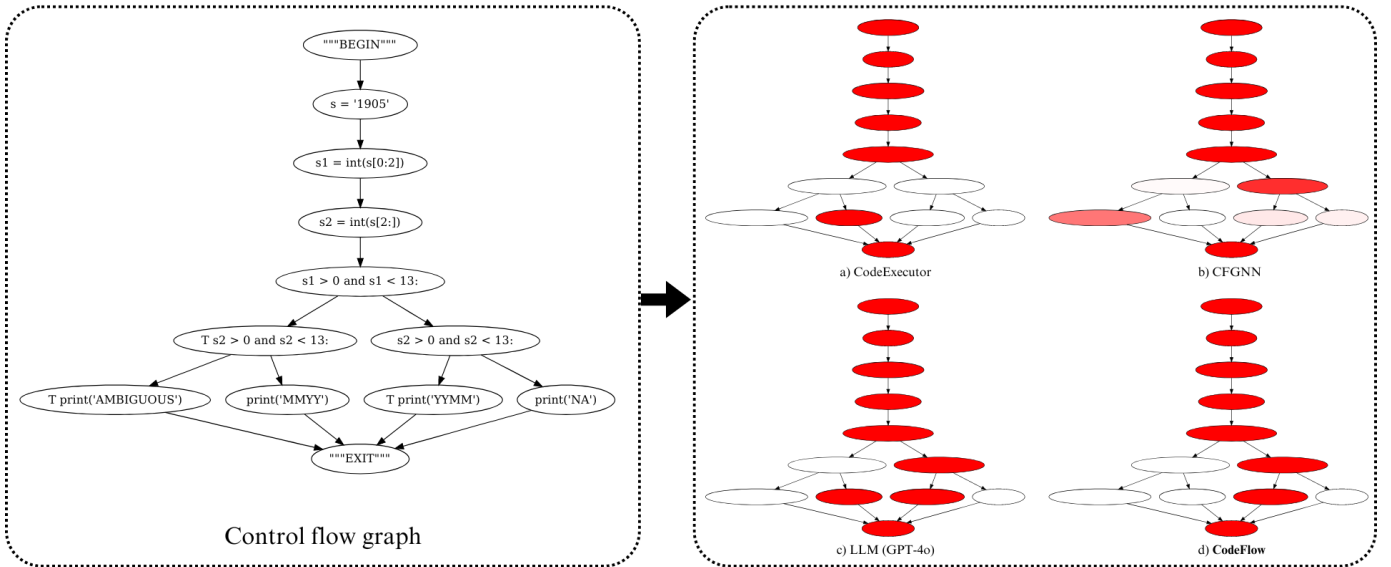 """BEGIN"""
s = '1905'
s1 = int(s[0:2])
s2 = int(s[2:])
s1 > 0 and s1 < 13:
T s2 > 0 and s2 < 13:
s2 > 0 and s2 < 13:
T print('AMBIGUOUS')
print('MMYY')
T print('YYMM')
print('NA')
"""EXIT"""
Control flow graph
a) CodeExecutor
b) CFGNN
c) LLM (GPT-4o)
d) CodeFlow